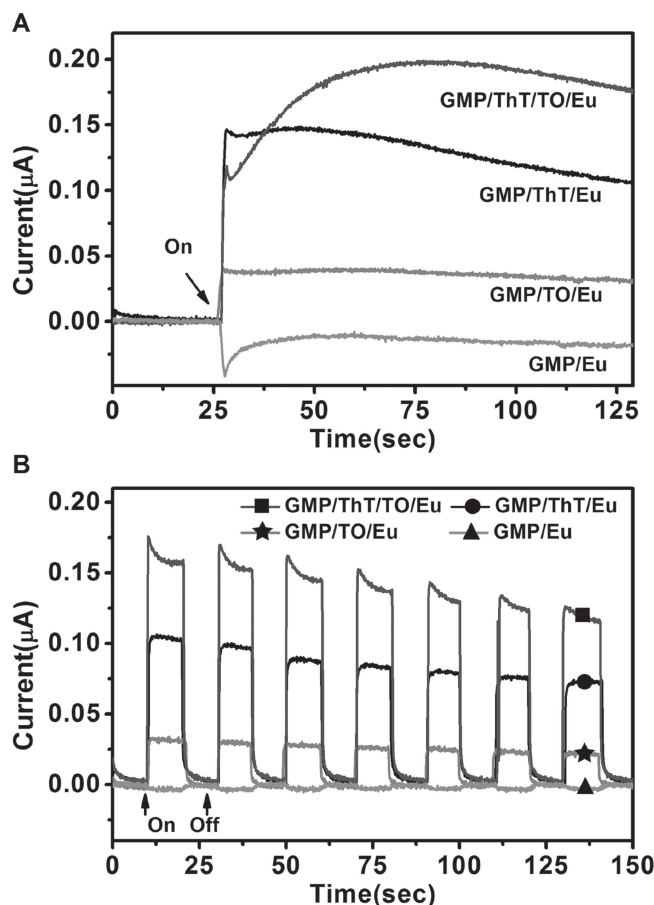 A
0.20
0.15
0.10
0.05
0.00
Current(μA)
On
GMP/ThT/TO/Eu
GMP/ThT/Eu
GMP/TO/Eu
GMP/Eu
0 25 50 75 100 125
Time(sec)
B
0.20
0.15
0.10
0.05
0.00
Current(μA)
GMP/ThT/TO/Eu GMP/ThT/Eu
GMP/TO/Eu GMP/Eu
On Off
0 25 50 75 100 125 150
Time(sec)